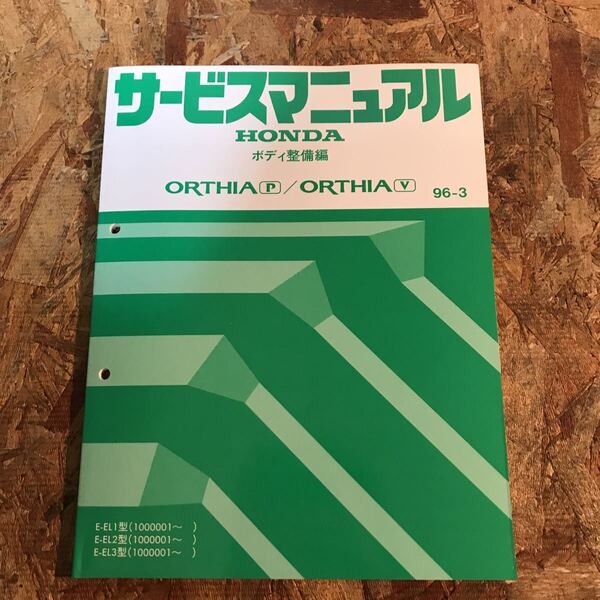 サービスマニュアル
HONDA
ボディ整備編
ORTHIA P / ORTHIA V 96-3
E-EL1型(1000001～ )
E-EL2型(1000001～ )
E-EL3型(1000001～ )